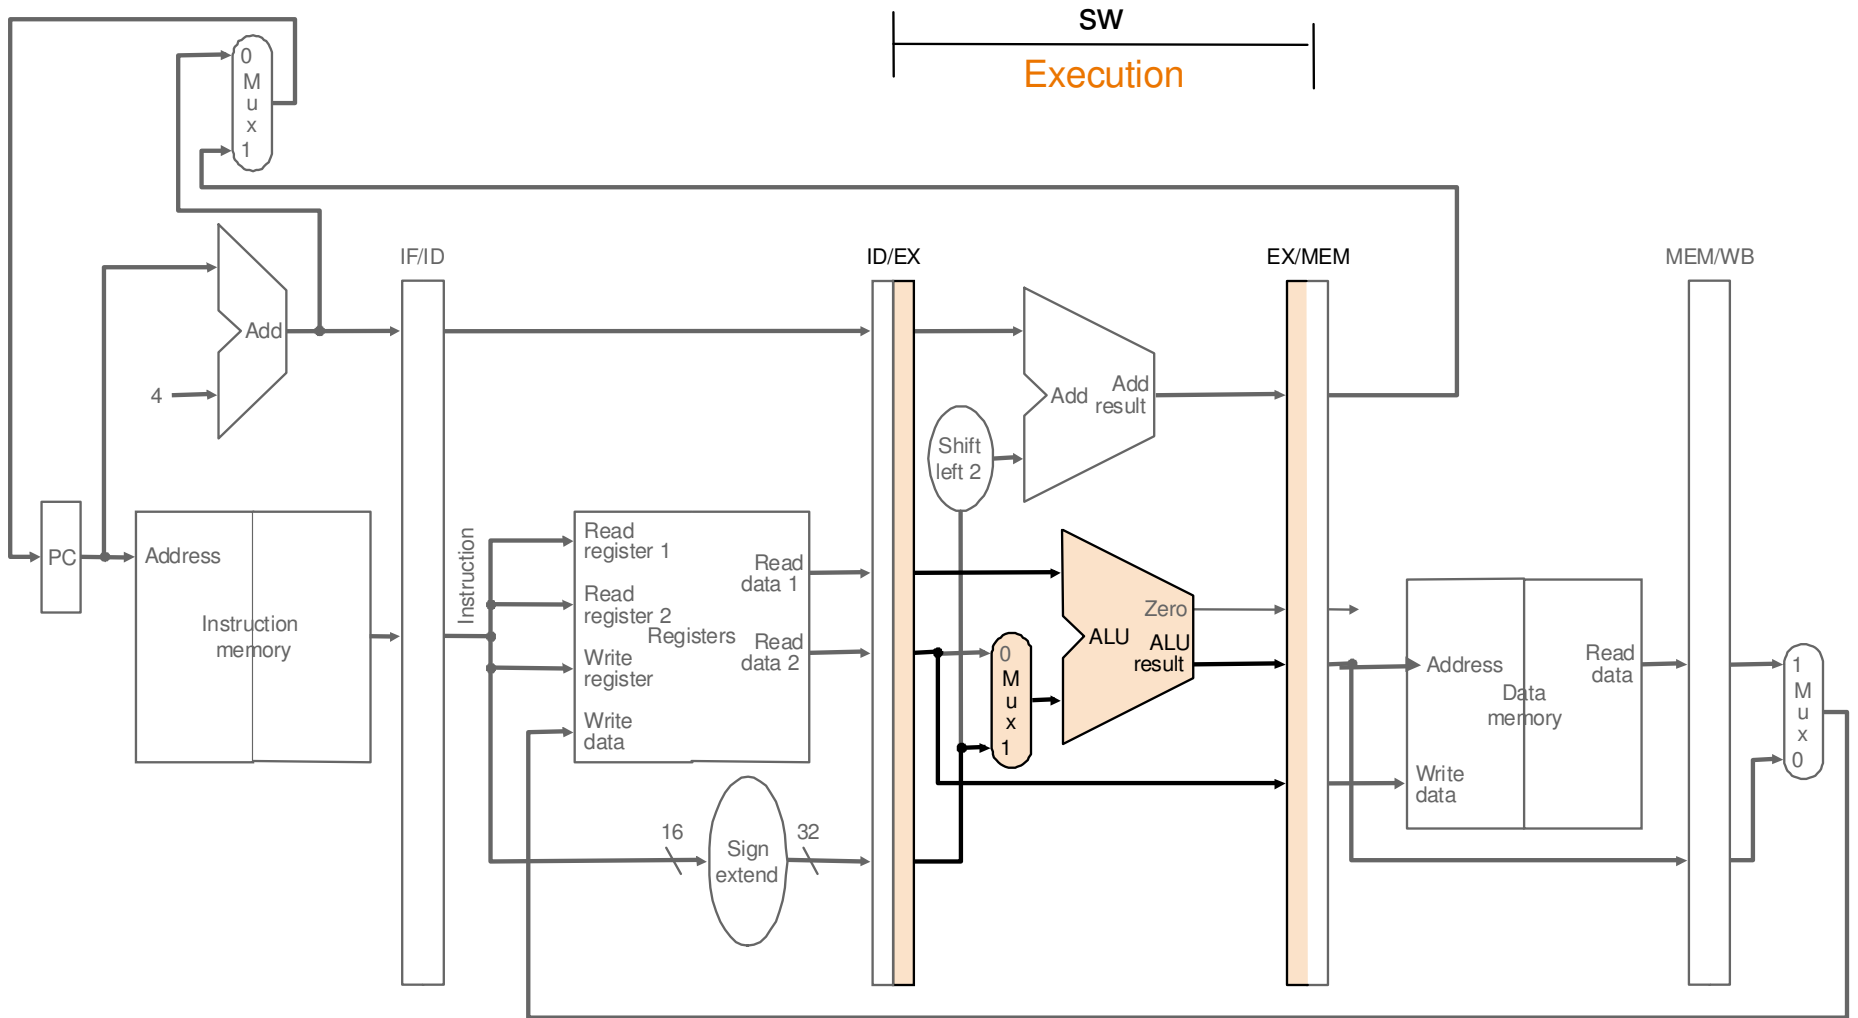 SW
Execution
0
M
u
x
1
IF/ID
ID/EX
EX/MEM
MEM/WB
Add
4
Add
Add
result
Shift
left 2
PC
Address
Instruction
memory
Instruction
Read
register 1
Read
register 2
Write
register
Write
data
Registers
Read
data 1
Read
data 2
16
Sign
extend
32
0
M
u
x
1
Zero
ALU
ALU
result
Address
Read
data
Data
memory
Write
data
1
M
u
x
0